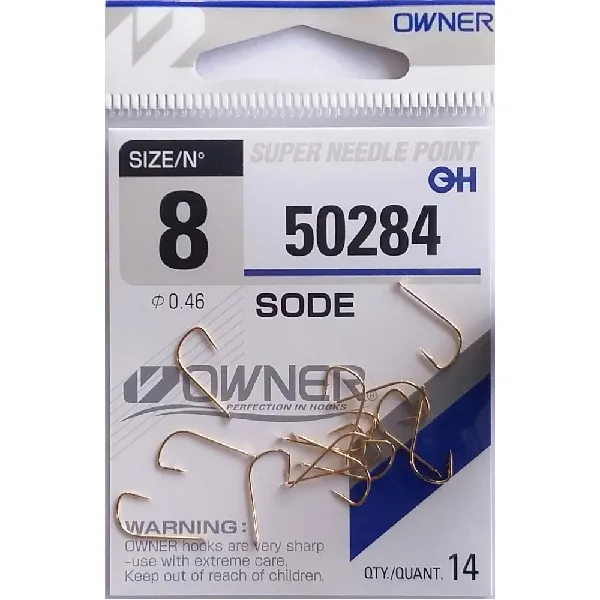 OWNER
SIZE/N° SUPER NEEDLE POINT
8 50284
Φ 0.46 SODE
OWNER®
PERFECTION IN HOOKS
WARNING:
OWNER hooks are very sharp
-use with extreme care.
Keep out of reach of children.
QTY./QUANT. 14